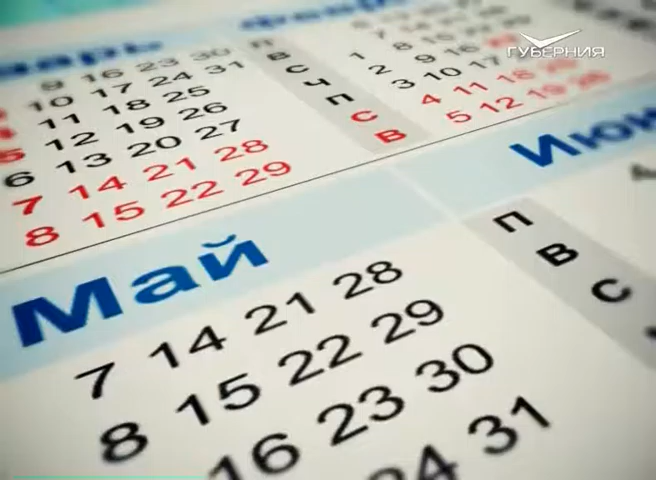 ГУБЕРНИЯ
9 16 23 30
10 17 24 31
11 18 25
5 12 19 26
6 13 20 27
7 14 21 28
8 15 22 29
П
В 1 8 15
С 2 9 16
Ч 3 10 17
П 4 11 18
С 5 12 19
В
Май
7 14 21 28
8 15 22 29
16 23 30
24 31
П
В
С